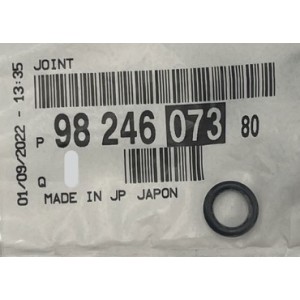 JOINT
P 98 246 073 80
Q
MADE IN JP JAPON
01/09/2022 - 13:35